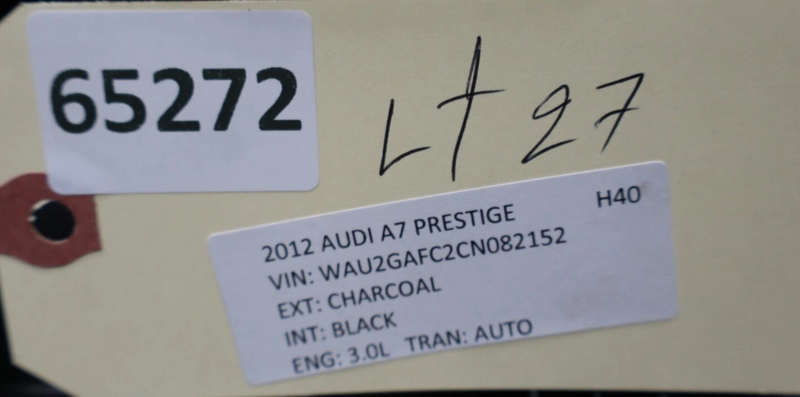 65272
Lt 27
H40
2012 AUDI A7 PRESTIGE
VIN: WAU2GAFC2CN082152
EXT: CHARCOAL
INT: BLACK
ENG: 3.0L TRAN: AUTO